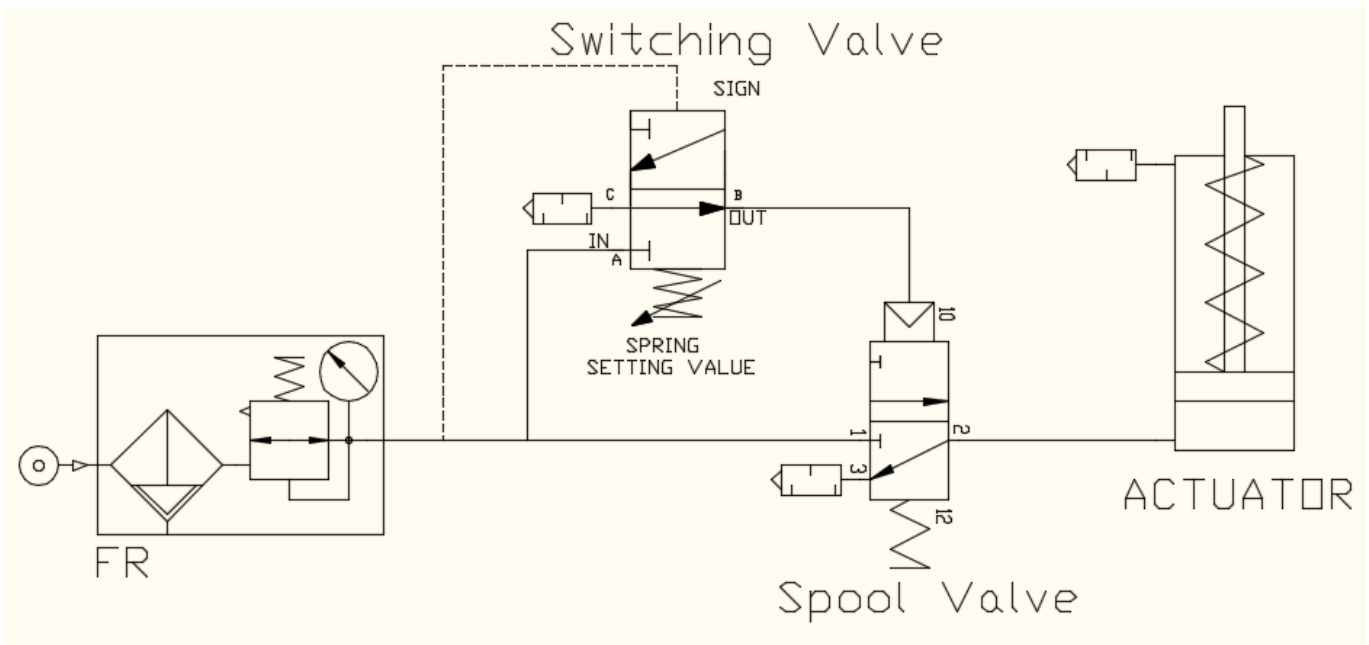 Switching Valve
SIGN
C
B
OUT
IN
A
SPRING
SETTING VALUE
10
1
2
3
12
FR
ACTUATOR
Spool Valve